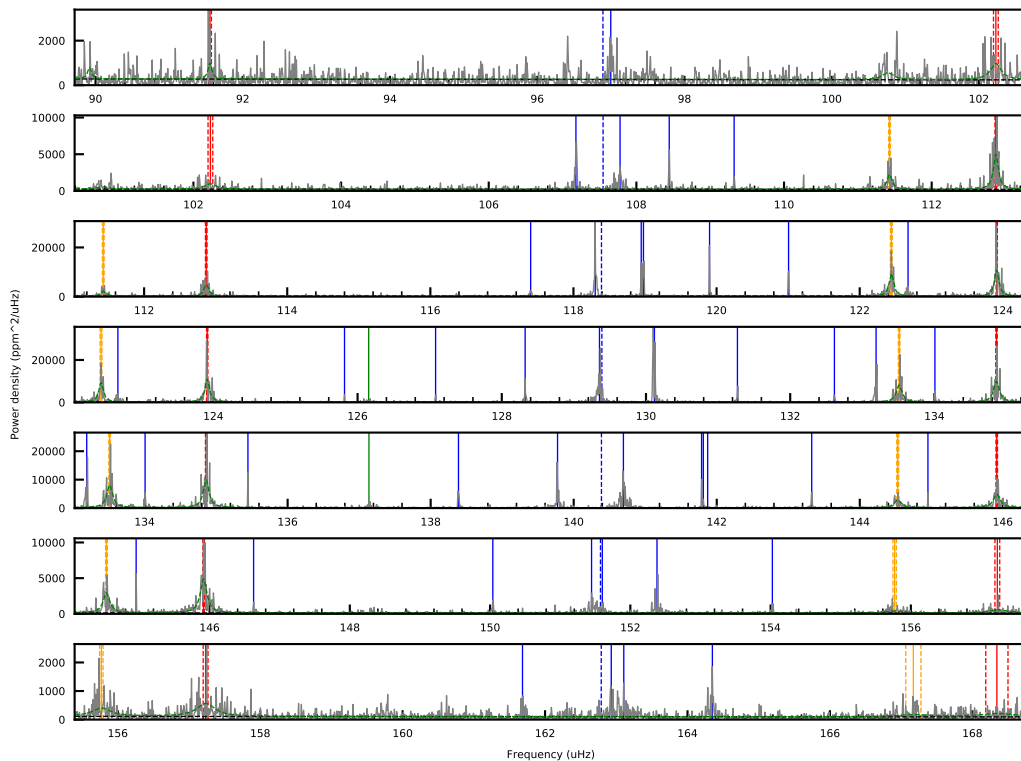 2000
0
90 92 94 96 98 100 102
10000
5000
0
102 104 106 108 110 112
20000
0
112 114 116 118 120 122 124
20000
0
124 126 128 130 132 134
20000
10000
0
134 136 138 140 142 144 146
10000
5000
0
146 148 150 152 154 156
2000
1000
0
156 158 160 162 164 166 168
Power density (ppm^2/uHz)
Frequency (uHz)